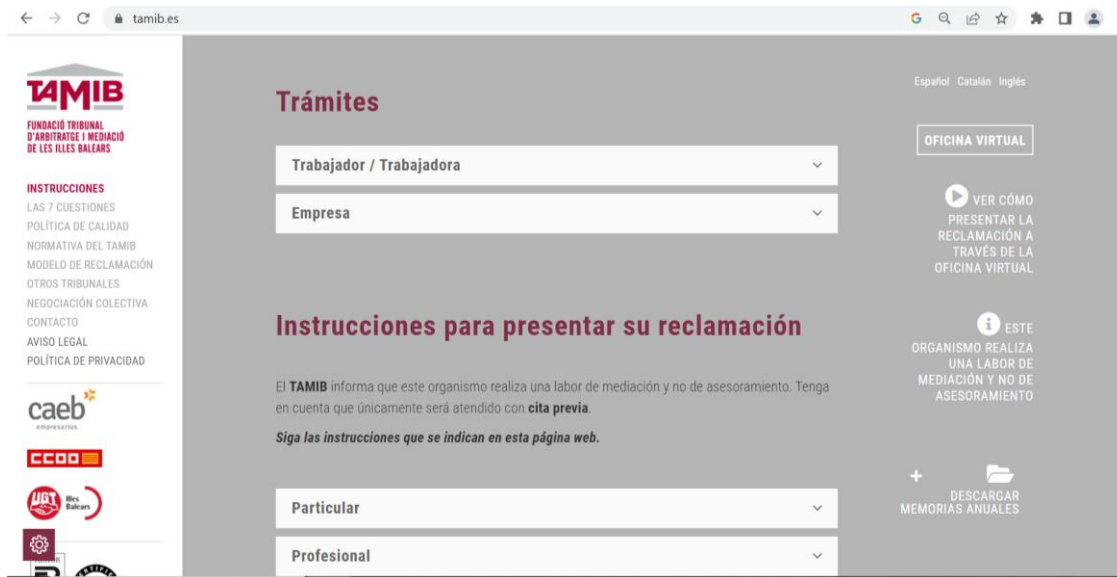 tamib.es
TAMIB
FUNDACIÓ TRIBUNAL
D'ARBITRATGE I MEDIACIÓ
DE LES ILLES BALEARS
INSTRUCCIONES
LAS 7 CUESTIONES
POLÍTICA DE CALIDAD
NORMATIVA DEL TAMIB
MODELO DE RECLAMACIÓN
OTROS TRIBUNALES
NEGOCIACIÓN COLECTIVA
CONTACTO
AVISO LEGAL
POLÍTICA DE PRIVACIDAD
caeb
empresarios
CCOO
UGT Illes
Balears
Trámites
Trabajador / Trabajadora
Empresa
Instrucciones para presentar su reclamación
El TAMIB informa que este organismo realiza una labor de mediación y no de asesoramiento. Tenga
en cuenta que únicamente será atendido con cita previa.
Siga las instrucciones que se indican en esta página web.
Particular
Profesional
Español Catalán Inglés
OFICINA VIRTUAL
VER CÓMO
PRESENTAR LA
RECLAMACIÓN A
TRAVÉS DE LA
OFICINA VIRTUAL
ESTE
ORGANISMO REALIZA
UNA LABOR DE
MEDIACIÓN Y NO DE
ASESORAMIENTO
+
DESCARGAR
MEMORIAS ANUALES